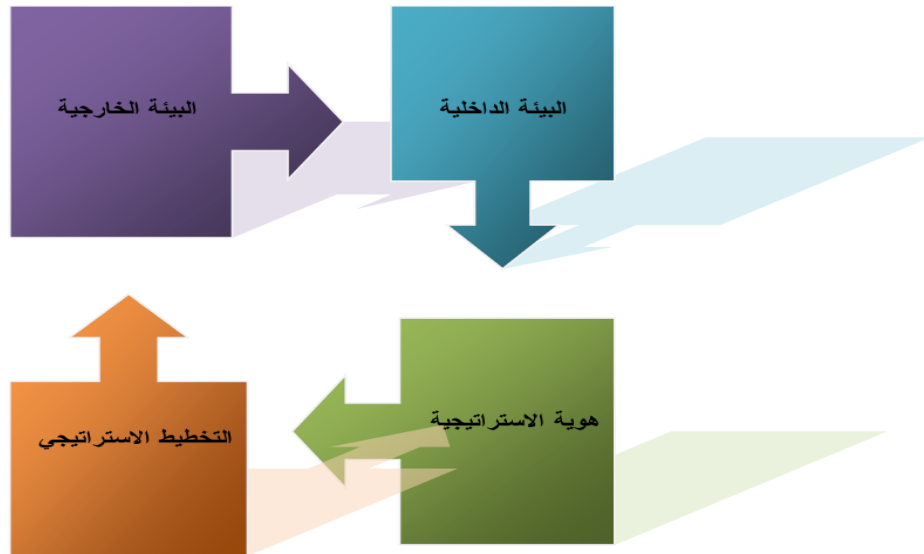 البيئة الخارجية
البيئة الداخلية
هوية الاستراتيجية
التخطيط الاستراتيجي